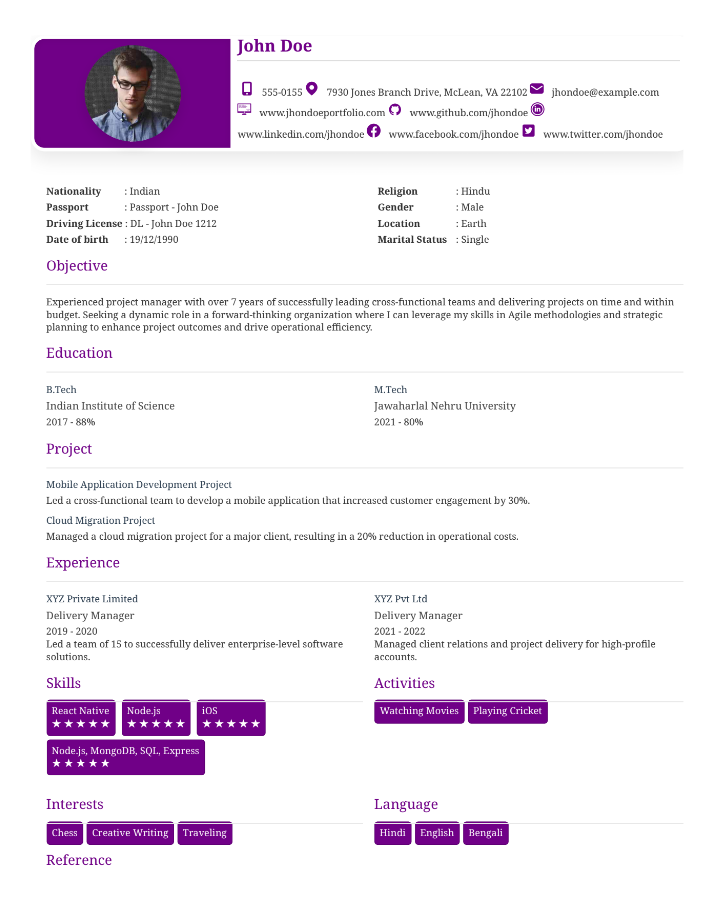 John Doe
555-0155 7930 Jones Branch Drive, McLean, VA 22102 jhondoe@example.com
www.jhondoeportfolio.com www.github.com/jhondoe
www.linkedin.com/jhondoe www.facebook.com/jhondoe www.twitter.com/jhondoe
Nationality : Indian
Passport : Passport - John Doe
Driving License : DL - John Doe 1212
Date of birth : 19/12/1990
Religion : Hindu
Gender : Male
Location : Earth
Marital Status : Single
Objective
Experienced project manager with over 7 years of successfully leading cross-functional teams and delivering projects on time and within
budget. Seeking a dynamic role in a forward-thinking organization where I can leverage my skills in Agile methodologies and strategic
planning to enhance project outcomes and drive operational efficiency.
Education
B.Tech
Indian Institute of Science
2017 - 88%
M.Tech
Jawaharlal Nehru University
2021 - 80%
Project
Mobile Application Development Project
Led a cross-functional team to develop a mobile application that increased customer engagement by 30%.
Cloud Migration Project
Managed a cloud migration project for a major client, resulting in a 20% reduction in operational costs.
Experience
XYZ Private Limited
Delivery Manager
2019 - 2020
Led a team of 15 to successfully deliver enterprise-level software
solutions.
XYZ Pvt Ltd
Delivery Manager
2021 - 2022
Managed client relations and project delivery for high-profile
accounts.
Skills
React Native
★★★★★
Node.js
★★★★★
iOS
★★★★★
Node.js, MongoDB, SQL, Express
★★★★★
Activities
Watching Movies
Playing Cricket
Interests
Chess
Creative Writing
Traveling
Language
Hindi
English
Bengali
Reference